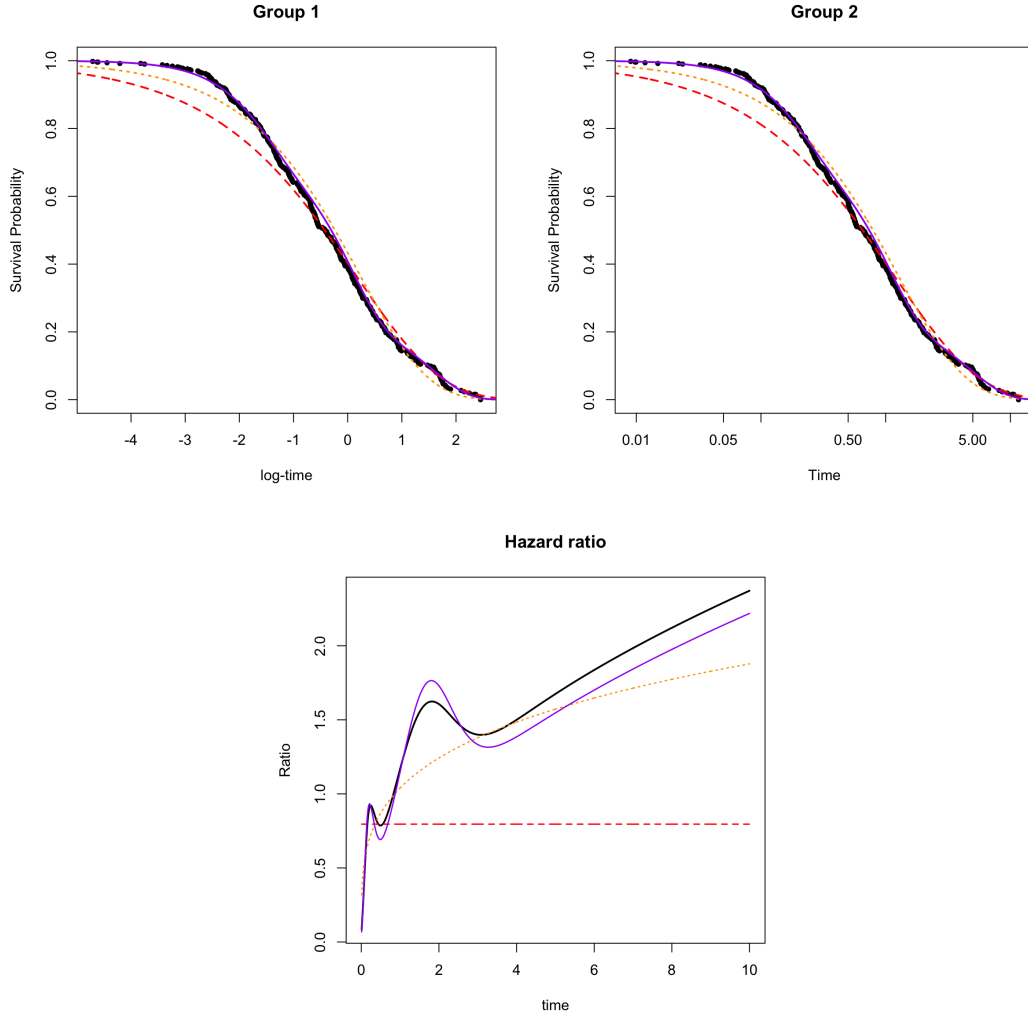 Group 1
Survival Probability
0.0 0.2 0.4 0.6 0.8 1.0
-4 -3 -2 -1 0 1 2
log-time
Group 2
Survival Probability
0.0 0.2 0.4 0.6 0.8 1.0
0.01 0.05 0.50 5.00
Time
Hazard ratio
Ratio
0.0 0.5 1.0 1.5 2.0
0 2 4 6 8 10
time